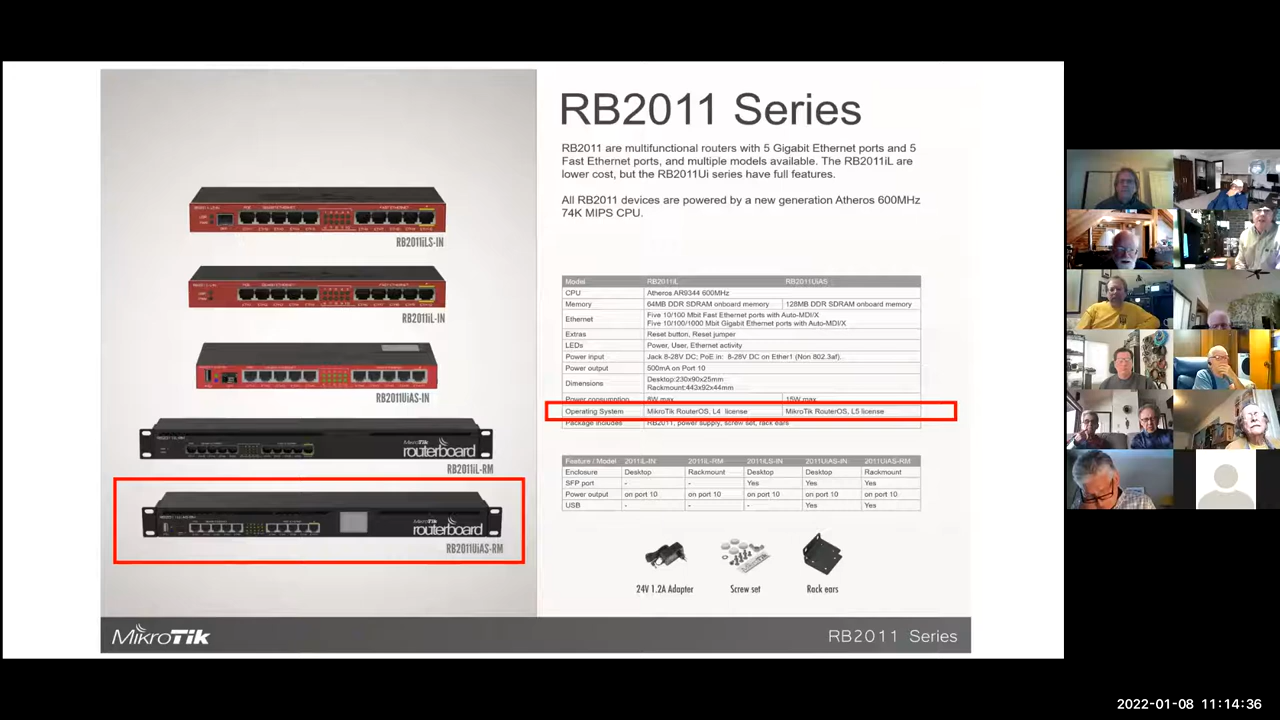 RB2011 Series
RB2011 are multifunctional routers with 5 Gigabit Ethernet ports and 5
Fast Ethernet ports, and multiple models available. The RB2011iL are
lower cost, but the RB2011Ui series have full features.
All RB2011 devices are powered by a new generation Atheros 600MHz
74K MIPS CPU.
RB2011iLS-IN
RB2011iL-IN
RB2011UiAS-IN
MikroTik
routerboard
RB2011iL-RM
MikroTik
routerboard
RB2011UiAS-RM
Model RB2011iL RB2011UiAS
CPU Atheros AR9344 600MHz
Memory 64MB DDR SDRAM onboard memory 128MB DDR SDRAM onboard memory
Ethernet Five 10/100 Mbit Fast Ethernet ports with Auto-MDI/X
Five 10/100/1000 Mbit Gigabit Ethernet ports with Auto-MDI/X
Extras Reset button, Reset jumper
LEDs Power, User, Ethernet activity
Power input Jack 8-28V DC; PoE in: 8-28V DC on Ether1 (Non 802.3af).
Power output 500mA on Port 10
Dimensions Desktop:230x90x25mm
Rackmount:443x92x44mm
Power consumption 8W max 15W max
Operating System MikroTik RouterOS, L4 license MikroTik RouterOS, L5 license
Package includes RB2011, power supply, screw set, rack ears
Feature / Model 2011iL-IN 2011iL-RM 2011iLS-IN 2011UiAS-IN 2011UiAS-RM
Enclosure Desktop Rackmount Desktop Desktop Rackmount
SFP port - - Yes Yes Yes
Power output on port 10 on port 10 on port 10 on port 10 on port 10
USB - - - Yes Yes
24V 1.2A Adapter
Screw set
Rack ears
MikroTik
RB2011 Series
2022-01-08 11:14:36